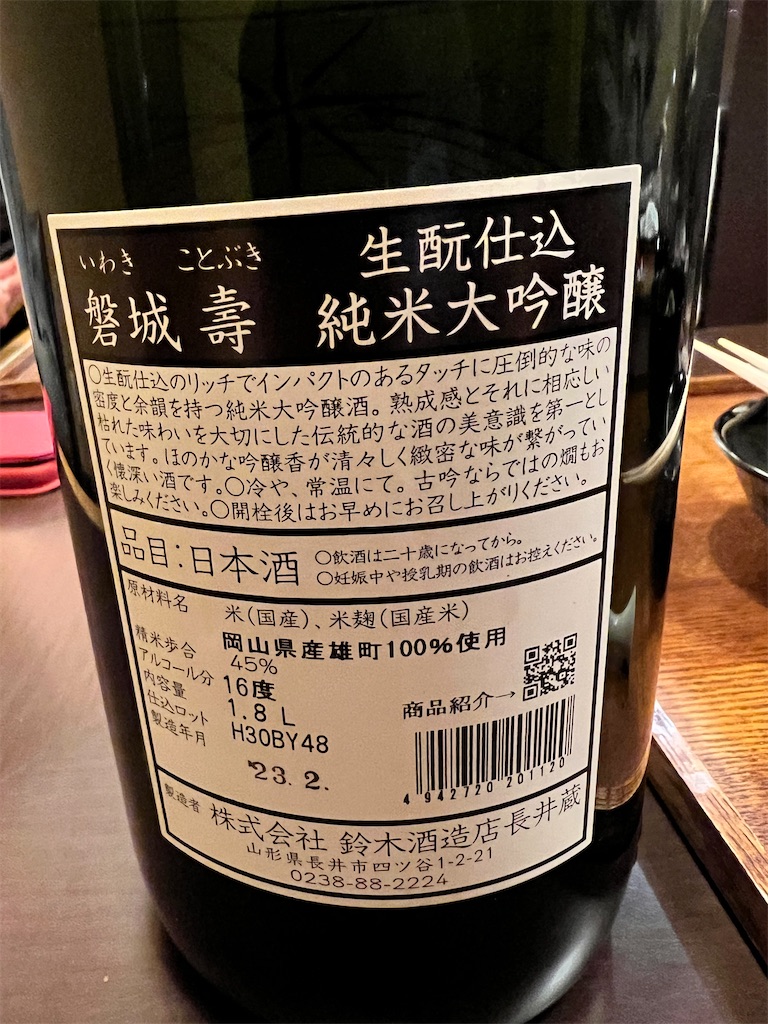 いわき ことぶき
磐城 壽
生酛仕込
純米大吟醸
○生酛仕込のリッチでインパクトのあるタッチに圧倒的な味の
密度と余韻を持つ純米大吟醸酒。熟成感とそれに相応しい
枯れた味わいを大切にした伝統的な酒の美意識を第一とし
ています。ほのかな吟醸香が清々しく緻密な味が繋がってい
く懐深い酒です。○冷や、常温にて。古吟ならではの燗もお
楽しみください。○開栓後はお早めにお召し上がりください。
品目：日本酒
○飲酒は二十歳になってから。
○妊娠中や授乳期の飲酒はお控えください。
原材料名 米(国産)、米麹(国産米)
岡山県産雄町100%使用
精米歩合 45%
アルコール分 16度
内容量 1.8 L
仕込ロット H30BY48
製造年月 '23.2.
商品紹介→
4 942720 201120
製造者 株式会社 鈴木酒造店長井蔵
山形県長井市四ツ谷1-2-21
0238-88-2224